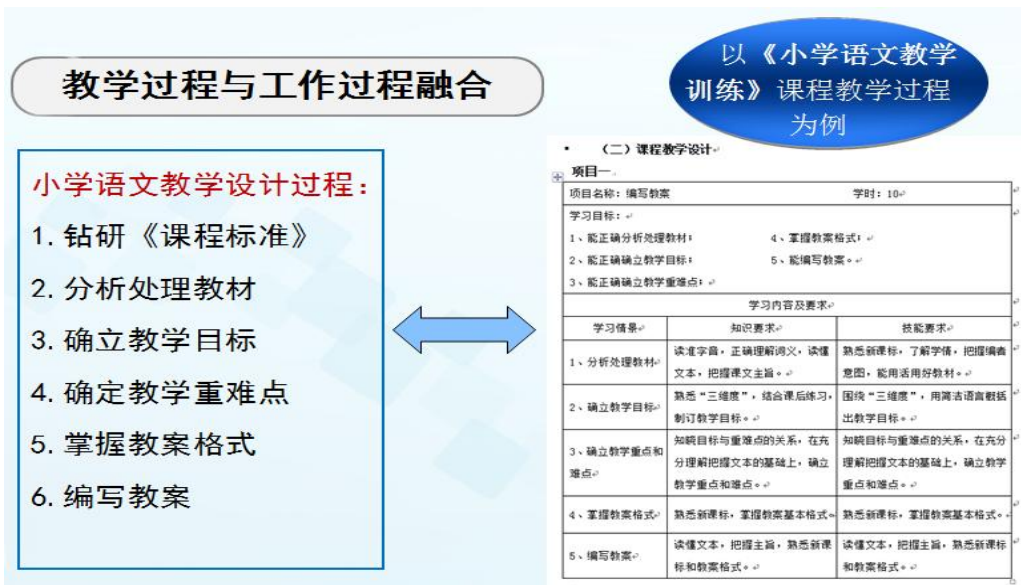 教学过程与工作过程融合
以《小学语文教学
训练》课程教学过程
为例
小学语文教学设计过程：
1. 钻研《课程标准》
2. 分析处理教材
3. 确立教学目标
4. 确定教学重难点
5. 掌握教案格式
6. 编写教案
• （二）课程教学设计
项目一
项目名称：编写教案 学时：10
学习目标：
1、能正确分析处理教材； 4、掌握教案格式；
2、能正确确立教学目标； 5、能编写教案。
3、能正确确立教学重难点；
学习内容及要求
学习情景 知识要求 技能要求
1、分析处理教材
读准字音，正确理解词义，读懂
文本，把握课文主旨。
熟悉新课标，了解学情，把握编者
意图，能用活用好教材。
2、确立教学目标
熟悉“三维度”，结合课后练习，
制订教学目标。
围绕“三维度”，用简洁语言概括
出教学目标。
3、确立教学重点和
难点
知晓目标与重难点的关系，在充
分理解把握文本的基础上，确立
教学重点和难点。
知晓目标与重难点的关系，在充分
理解把握文本的基础上，确立教学
重点和难点。
4、掌握教案格式
熟悉新课标，掌握教案基本格式。
熟悉新课标，掌握教案基本格式。
5、编写教案
读懂文本，把握主旨，熟悉新课
标和教案格式。
读懂文本，把握主旨，熟悉新课标
和教案格式。